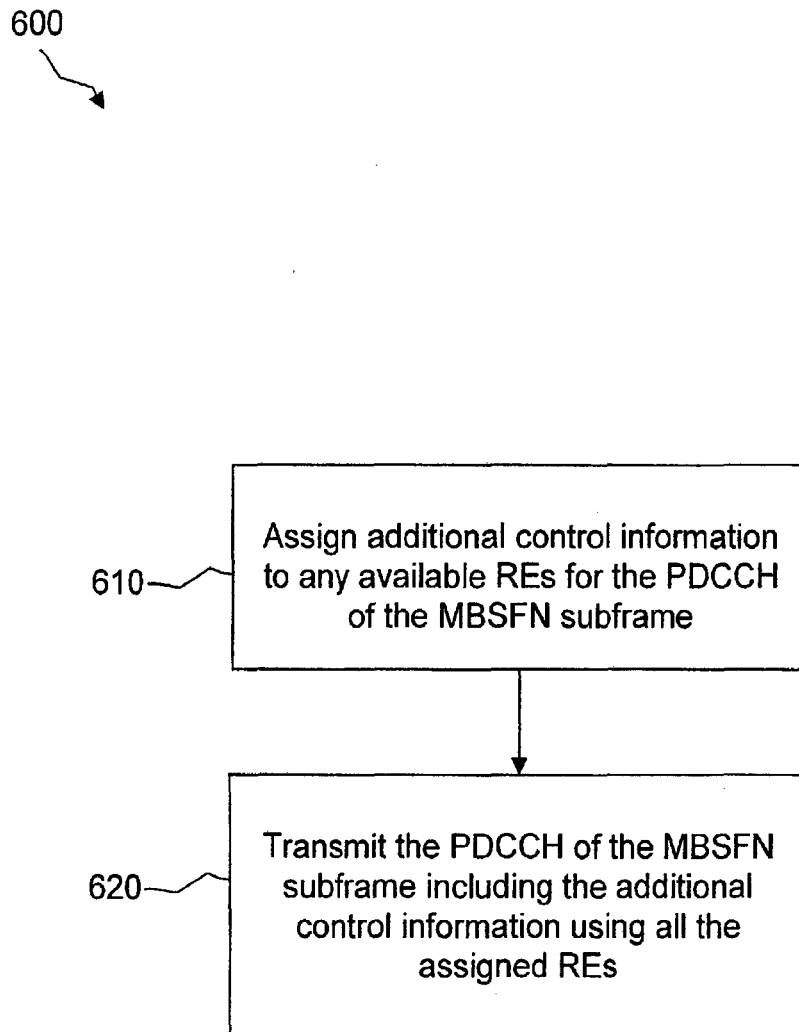 600
610
Assign additional control information
to any available REs for the PDCCH
of the MBSFN subframe
620
Transmit the PDCCH of the MBSFN
subframe including the additional
control information using all the
assigned REs